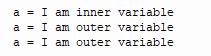 a = I am inner variable
a = I am outer variable
a = I am outer variable